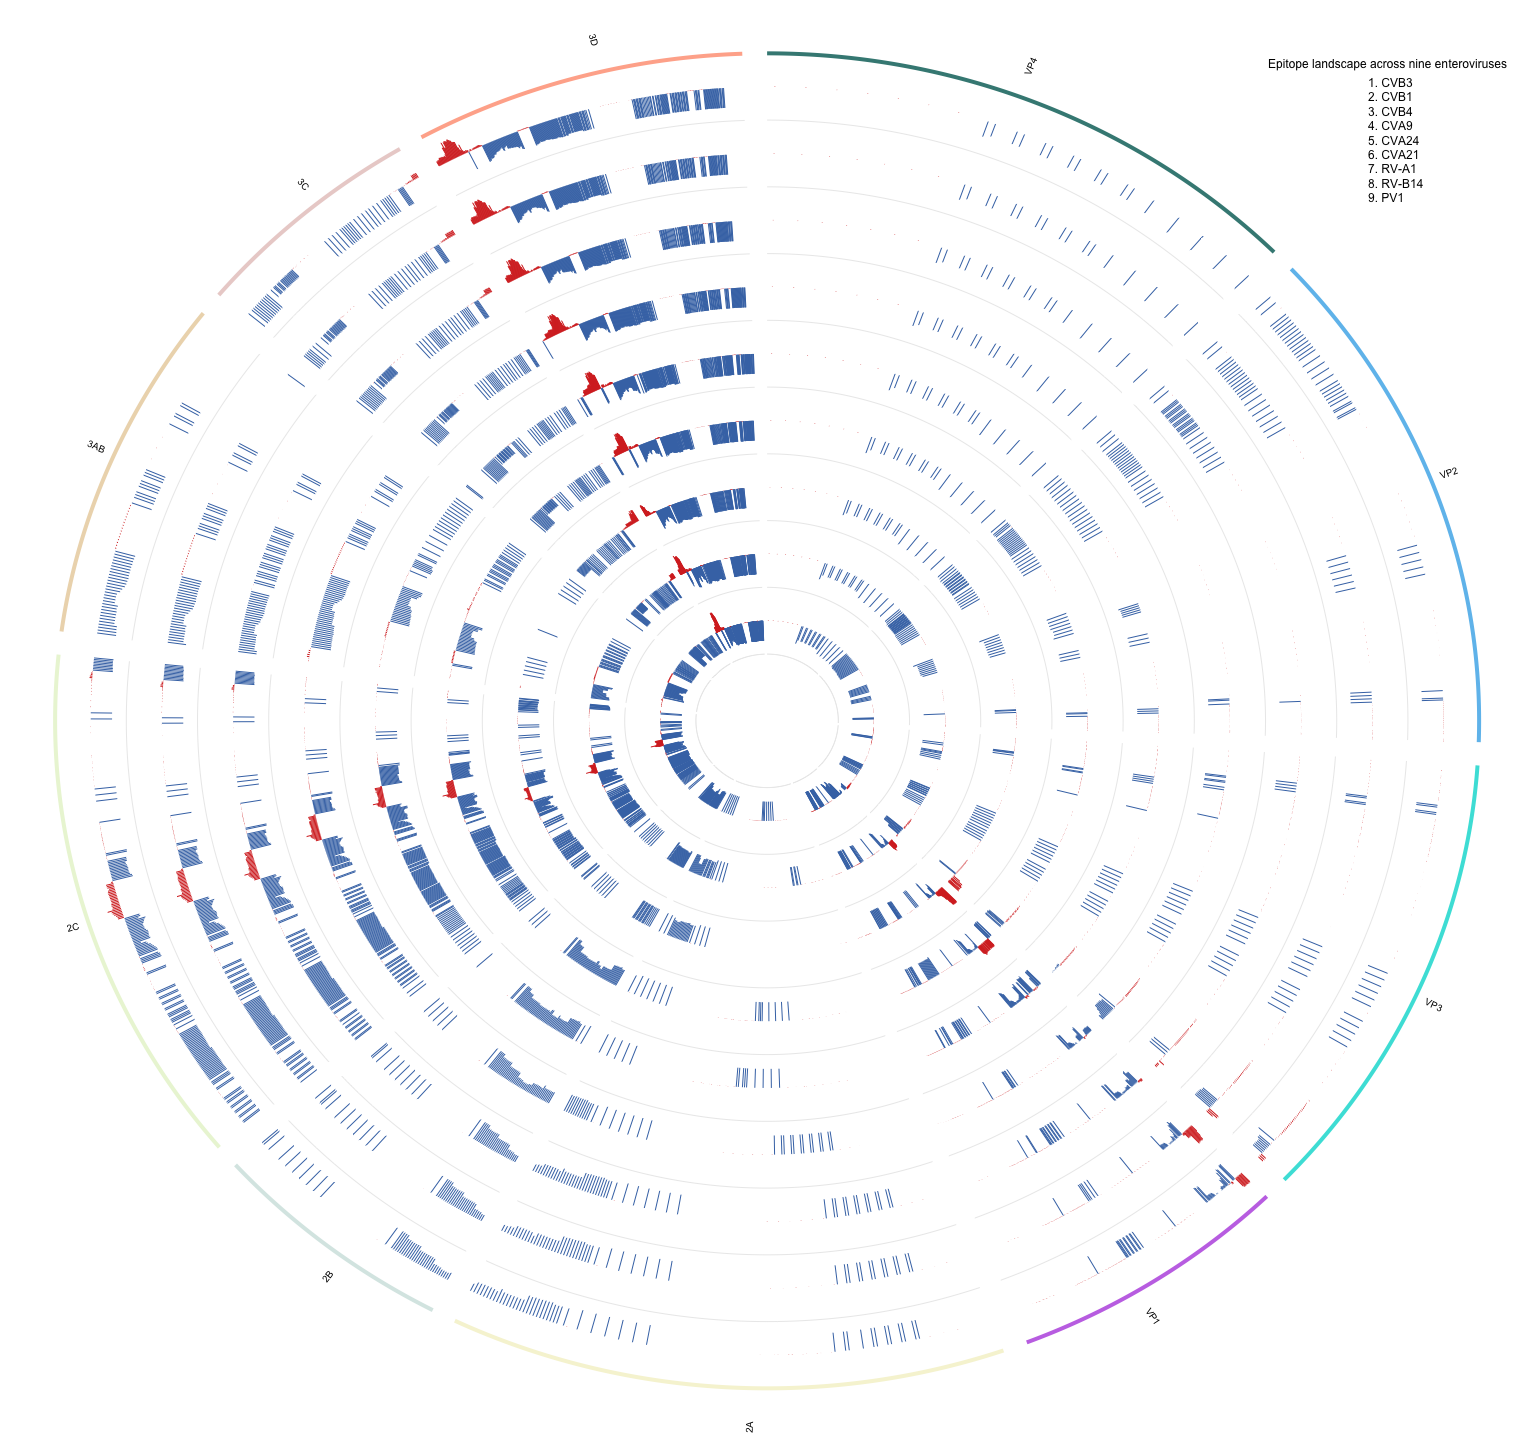 3D
VP4
Epitope landscape across nine enteroviruses
1. CVB3
2. CVB1
3. CVB4
4. CVA9
5. CVA24
6. CVA21
7. RV-A1
8. RV-B14
9. PV1
3C
3AB
VP2
2C
VP3
2B
VP1
2A